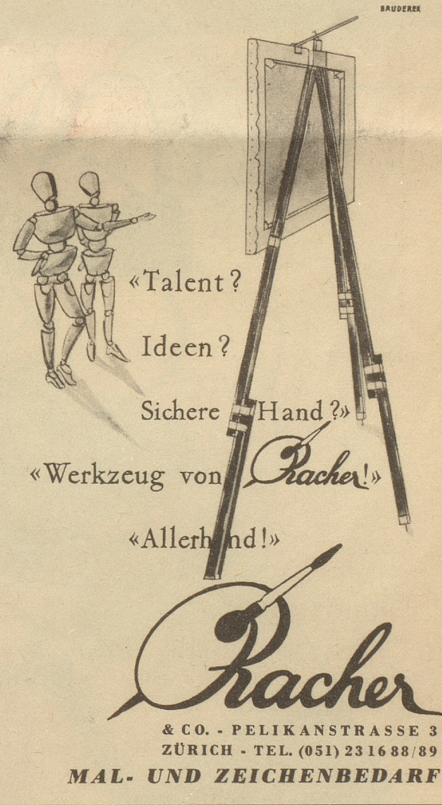 BRUDERER
«Talent?
Ideen?
Sichere Hand?»
«Werkzeug von Racher!»
«Allerhand!»
Racher
& CO. - PELIKANSTRASSE 3
ZÜRICH - TEL. (051) 23 16 88/89
MAL- UND ZEICHENBEDARF